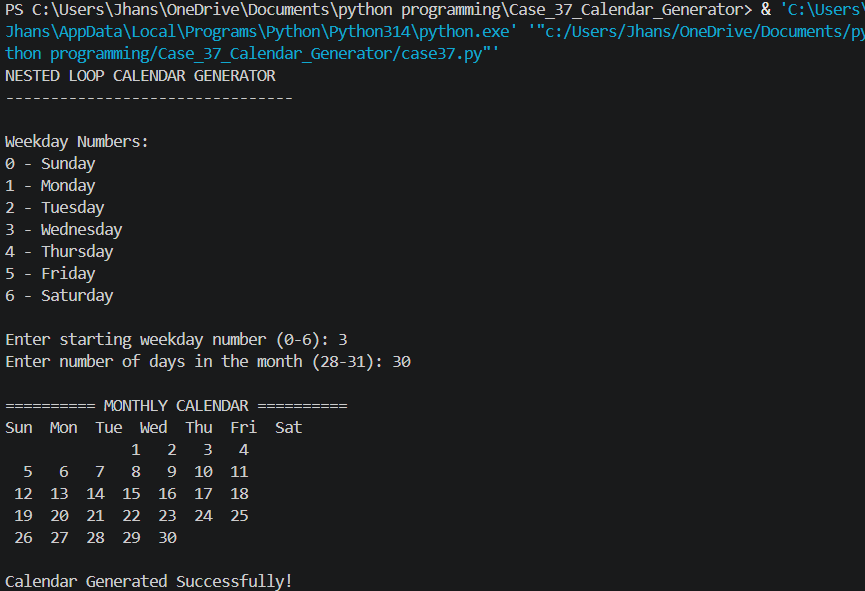 PS C:\Users\Jhans\OneDrive\Documents\python programming\Case_37_Calendar_Generator> & 'C:\Users\
Jhans\AppData\Local\Programs\Python\Python314\python.exe' '"c:/Users/Jhans/OneDrive/Documents/py
thon programming/Case_37_Calendar_Generator/case37.py"'
NESTED LOOP CALENDAR GENERATOR
--------------------------------
Weekday Numbers:
0 - Sunday
1 - Monday
2 - Tuesday
3 - Wednesday
4 - Thursday
5 - Friday
6 - Saturday
Enter starting weekday number (0-6): 3
Enter number of days in the month (28-31): 30
========== MONTHLY CALENDAR ==========
Sun  Mon  Tue  Wed  Thu  Fri  Sat
              1   2   3   4
  5   6   7   8   9  10  11
 12  13  14  15  16  17  18
 19  20  21  22  23  24  25
 26  27  28  29  30
Calendar Generated Successfully!